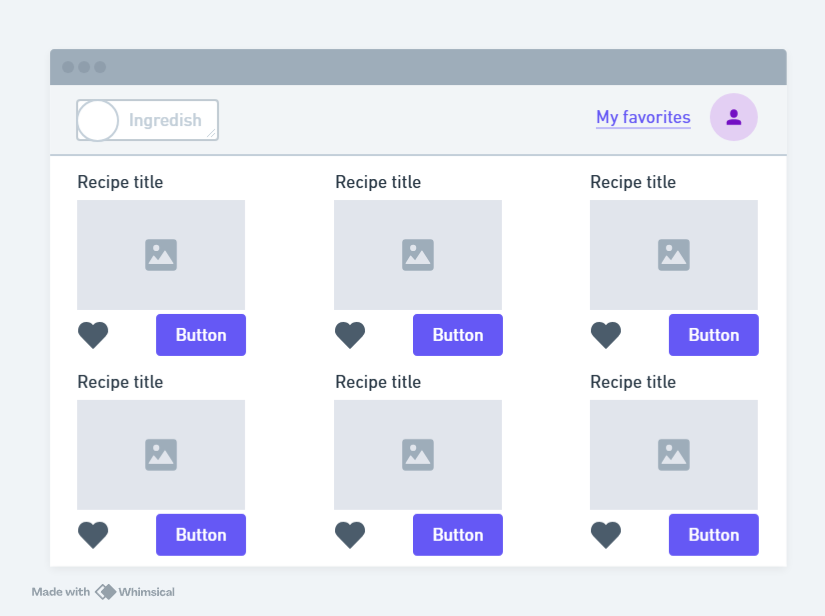 Ingredish
My favorites
Recipe title
Recipe title
Recipe title
Button
Button
Button
Recipe title
Recipe title
Recipe title
Button
Button
Button
Made with Whimsical